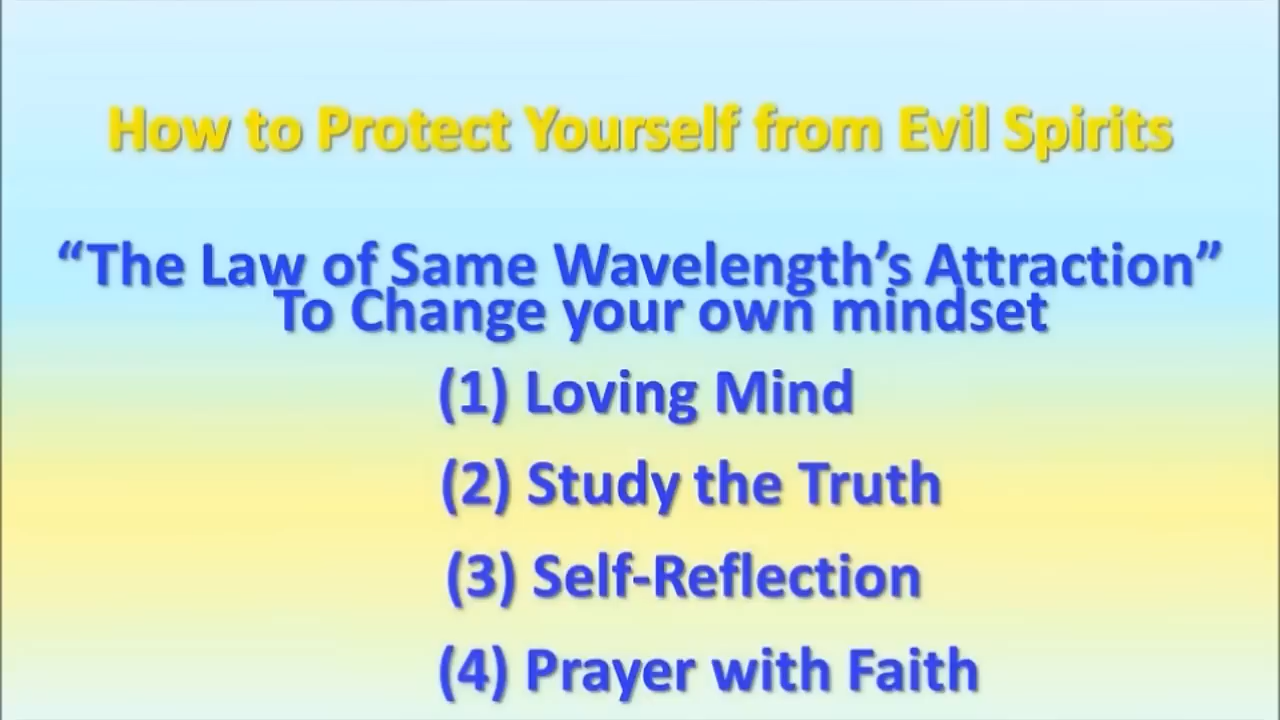 How to Protect Yourself from Evil Spirits
“The Law of Same Wavelength’s Attraction”
To Change your own mindset
(1) Loving Mind
(2) Study the Truth
(3) Self-Reflection
(4) Prayer with Faith